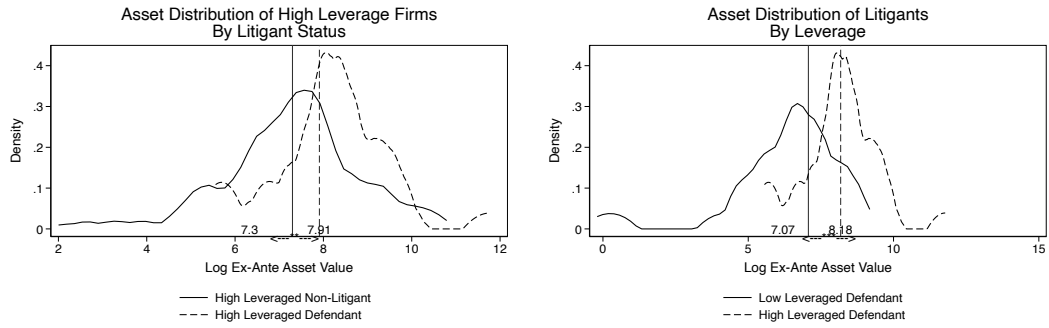 Asset Distribution of High Leverage Firms
By Litigant Status
Density
.4
.3
.2
.1
0
7.3
7.91
<---**--->
2
4
6
8
10
12
Log Ex-Ante Asset Value
High Leveraged Non-Litigant
High Leveraged Defendant
Asset Distribution of Litigants
By Leverage
Density
.4
.3
.2
.1
0
7.07
8.18
0
5
10
15
Log Ex-Ante Asset Value
Low Leveraged Defendant
High Leveraged Defendant